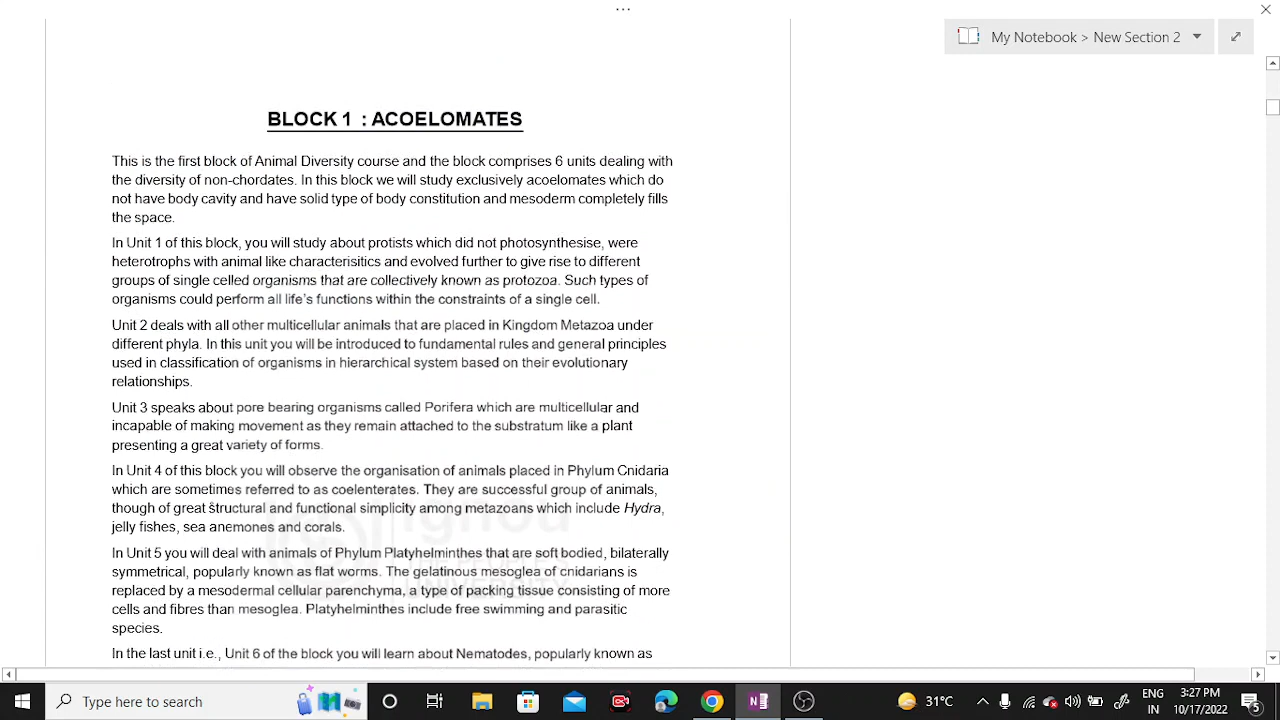 ...
My Notebook > New Section 2
BLOCK 1 : ACOELOMATES
This is the first block of Animal Diversity course and the block comprises 6 units dealing with
the diversity of non-chordates. In this block we will study exclusively acoelomates which do
not have body cavity and have solid type of body constitution and mesoderm completely fills
the space.
In Unit 1 of this block, you will study about protists which did not photosynthesise, were
heterotrophs with animal like characterisitics and evolved further to give rise to different
groups of single celled organisms that are collectively known as protozoa. Such types of
organisms could perform all life's functions within the constraints of a single cell.
Unit 2 deals with all other multicellular animals that are placed in Kingdom Metazoa under
different phyla. In this unit you will be introduced to fundamental rules and general principles
used in classification of organisms in hierarchical system based on their evolutionary
relationships.
Unit 3 speaks about pore bearing organisms called Porifera which are multicellular and
incapable of making movement as they remain attached to the substratum like a plant
presenting a great variety of forms.
In Unit 4 of this block you will observe the organisation of animals placed in Phylum Cnidaria
which are sometimes referred to as coelenterates. They are successful group of animals,
though of great structural and functional simplicity among metazoans which include Hydra,
jelly fishes, sea anemones and corals.
ignou
In Unit 5 you will deal with animals of Phylum Platyhelminthes that are soft bodied, bilaterally
THE PEOPLE'S
symmetrical, popularly known as flat worms. The gelatinous mesoglea of cnidarians is
UNIVERSITY
replaced by a mesodermal cellular parenchyma, a type of packing tissue consisting of more
cells and fibres than mesoglea. Platyhelminthes include free swimming and parasitic
species.
In the last unit i.e., Unit 6 of the block you will learn about Nematodes, popularly known as
Type here to search
31°C
ENG
IN
3:27 PM
10/17/2022
5